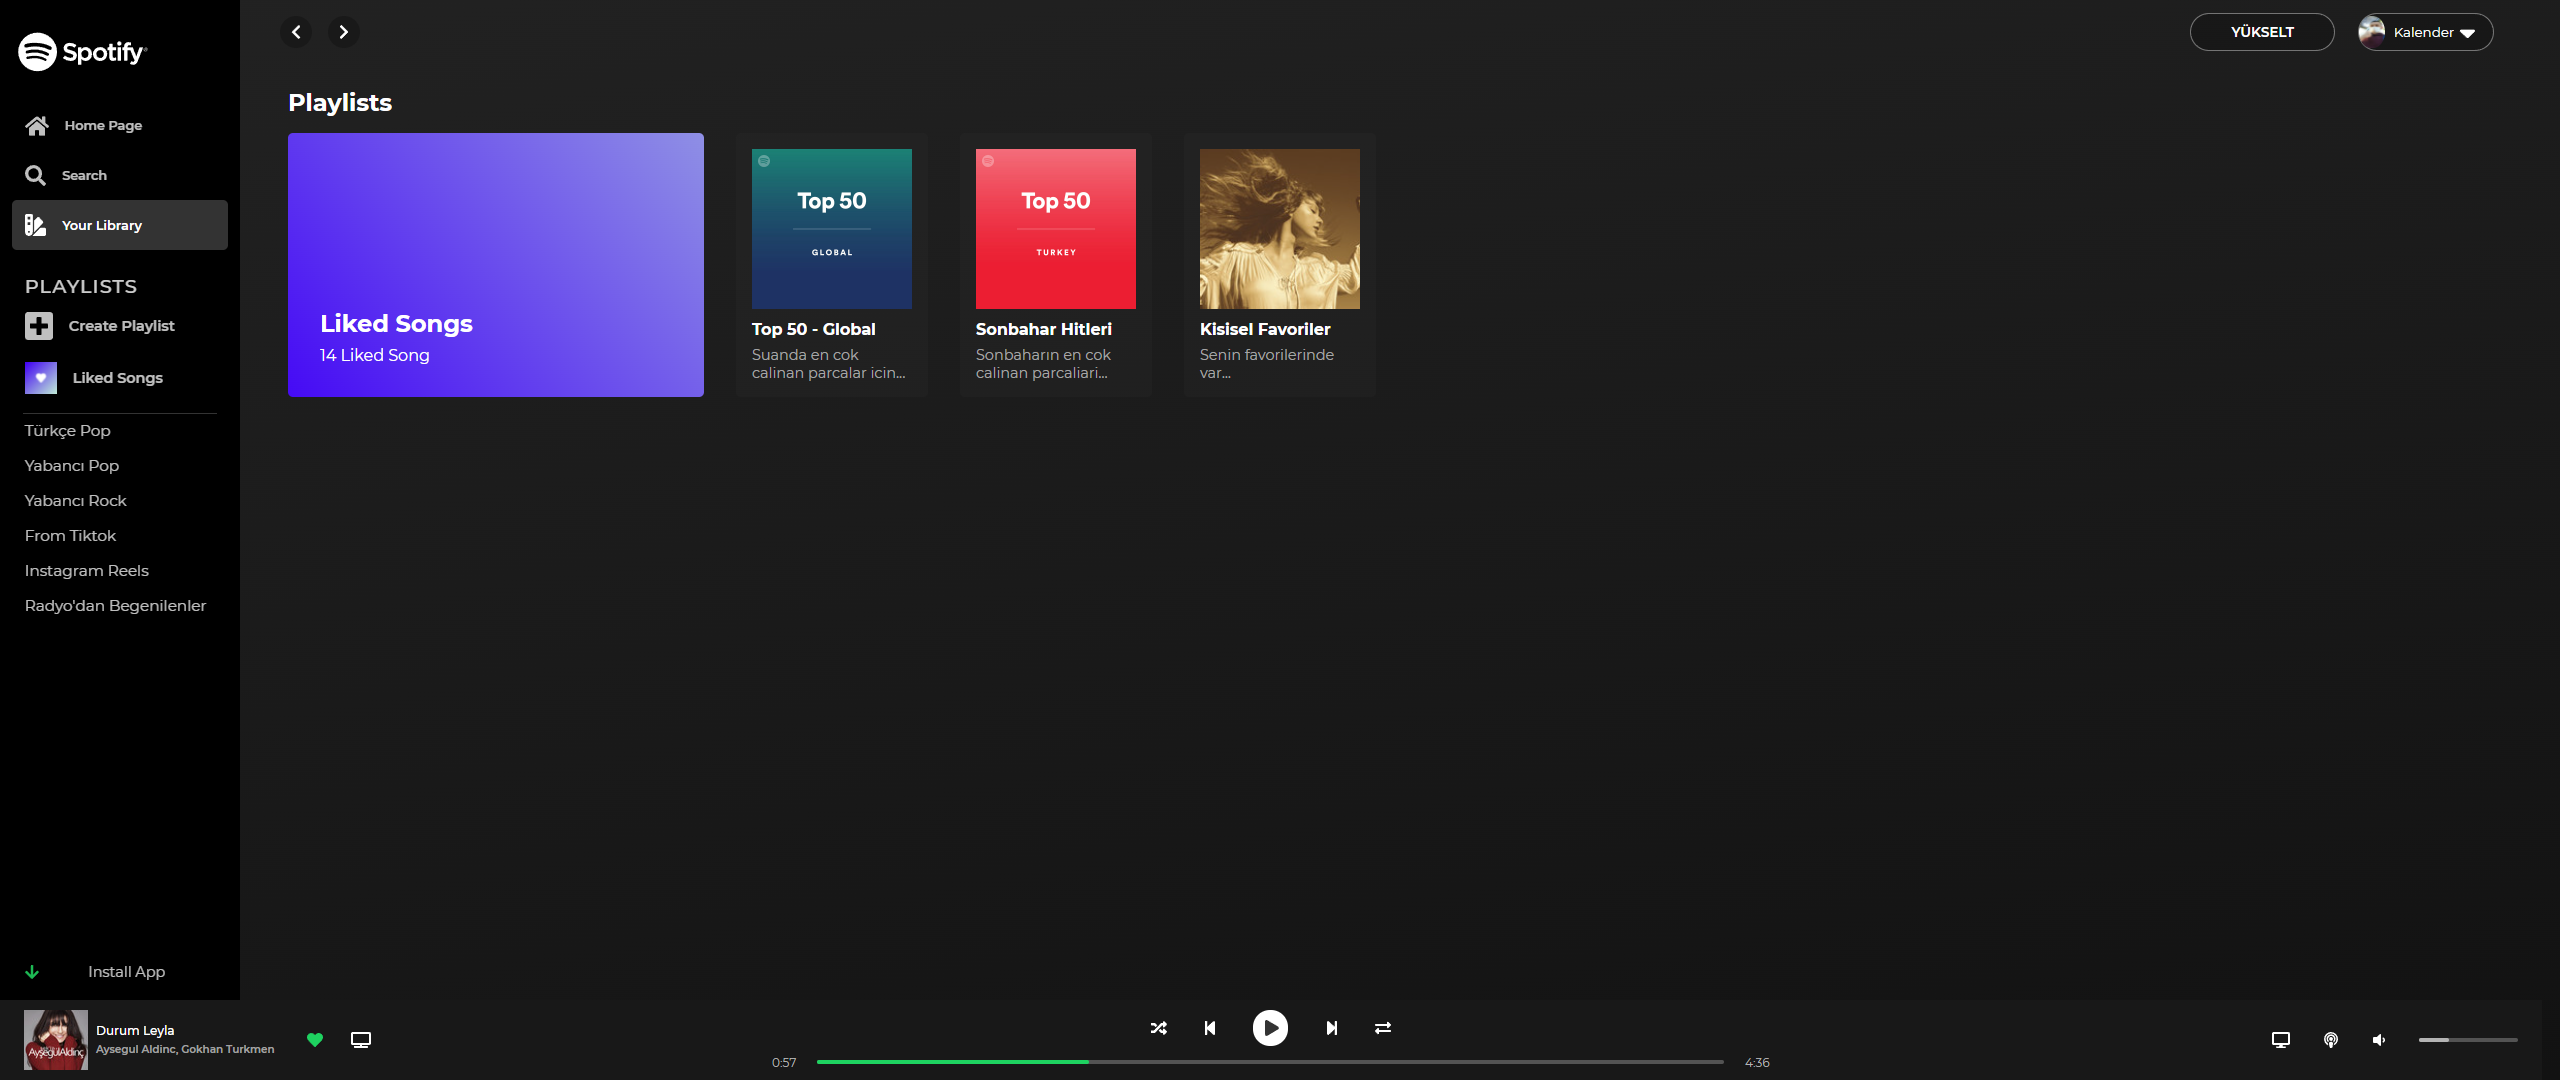 Spotify
Home Page
Search
Your Library
PLAYLISTS
Create Playlist
Liked Songs
Türkçe Pop
Yabancı Pop
Yabancı Rock
From Tiktok
Instagram Reels
Radyo'dan Begenilenler
Install App
YÜKSELT
Kalender
Playlists
Liked Songs
14 Liked Song
Top 50
GLOBAL
Top 50 - Global
Suanda en cok
calinan parcalar icin...
Top 50
TURKEY
Sonbahar Hitleri
Sonbaharın en cok
calinan parcaliari...
Kisisel Favoriler
Senin favorilerinde
var...
AyşegülAldinç
Durum Leyla
Aysegul Aldinc, Gokhan Turkmen
0:57
4:36